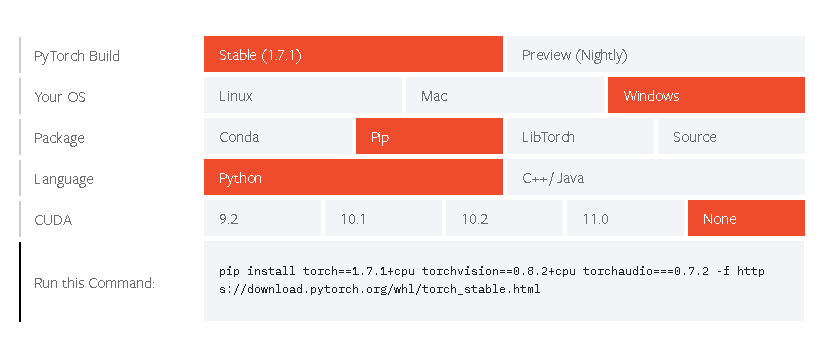 PyTorch Build
Stable (1.7.1)
Preview (Nightly)
Your OS
Linux
Mac
Windows
Package
Conda
Pip
LibTorch
Source
Language
Python
C++/Java
CUDA
9.2
10.1
10.2
11.0
None
Run this Command:
pip install torch==1.7.1+cpu torchvision==0.8.2+cpu torchaudio===0.7.2 -f http
s://download.pytorch.org/whl/torch_stable.html